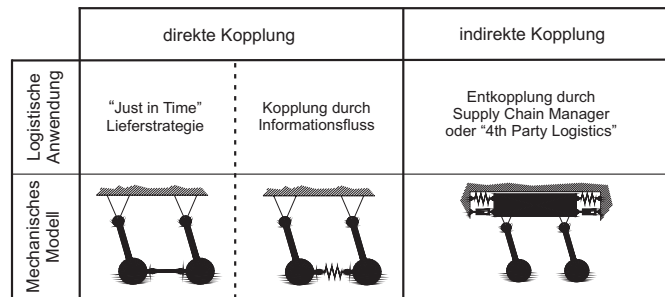 direkte Kopplung
indirekte Kopplung
Logistische
Anwendung
“Just in Time”
Lieferstrategie
Kopplung durch
Informationsfluss
Entkopplung durch
Supply Chain Manager
oder “4th Party Logistics”
Mechanisches
Modell